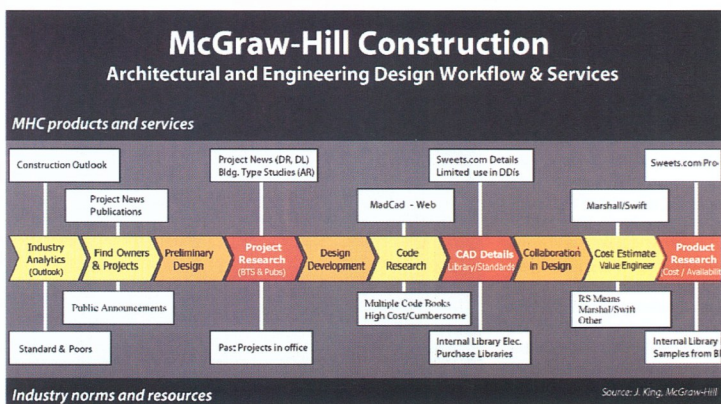 McGraw-Hill Construction
Architectural and Engineering Design Workflow & Services
MHC products and services
Construction Outlook
Project News
Publications
Project News (DR, DL)
Bldg. Type Studies (AR)
MadCad - Web
Sweets.com Details
Limited use in DDIs
Marshall/Swift
Sweets.com Pro-
Industry
Analytics
(Outlook)
Find Owners
& Projects
Preliminary
Design
Project
Research
(BTS & Pubs)
Design
Development
Code
Research
CAD Details
Library/Standards
Collaboration
in Design
Cost Estimate
Value Engineer
Product
Research
(Cost / Availabilit
Standard & Poors
Public Announcements
Past Projects in office
Multiple Code Books
High Cost/Cumbersome
Internal Library Elec.
Purchase Libraries
RS Means
Marshal/Swift
Other
Internal Library
Samples from
Industry norms and resources
Source: J. King, McGraw-Hill